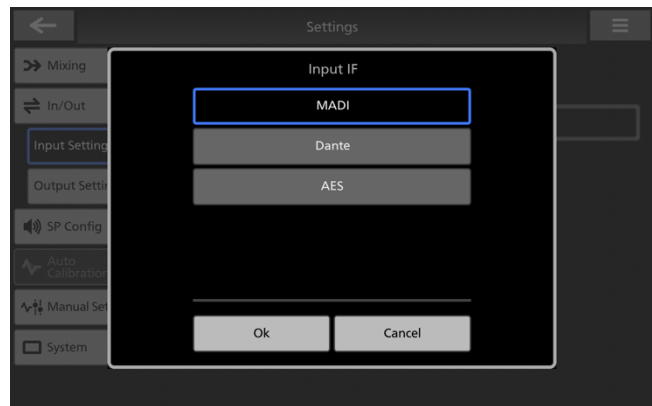 Settings
Mixing
In/Out
Input Setting
Output Setti
SP Config
Auto
Calibration
Manual Set
System
Input IF
MADI
Dante
AES
Ok
Cancel